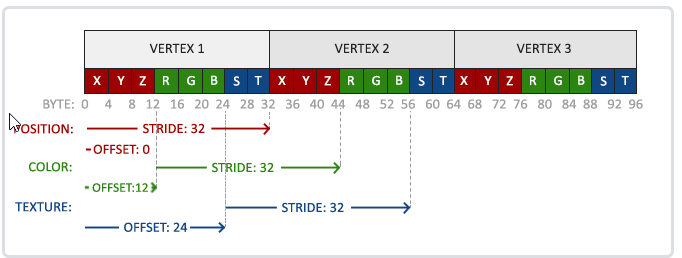 VERTEX 1 VERTEX 2 VERTEX 3
X Y Z R G B S T X Y Z R G B S T X Y Z R G B S T
BYTE: 0 4 8 12 16 20 24 28 32 36 40 44 48 52 56 60 64 68 72 76 80 84 88 92 96
POSITION: STRIDE: 32
OFFSET: 0
COLOR: STRIDE: 32
OFFSET:12
TEXTURE: STRIDE: 32
OFFSET: 24